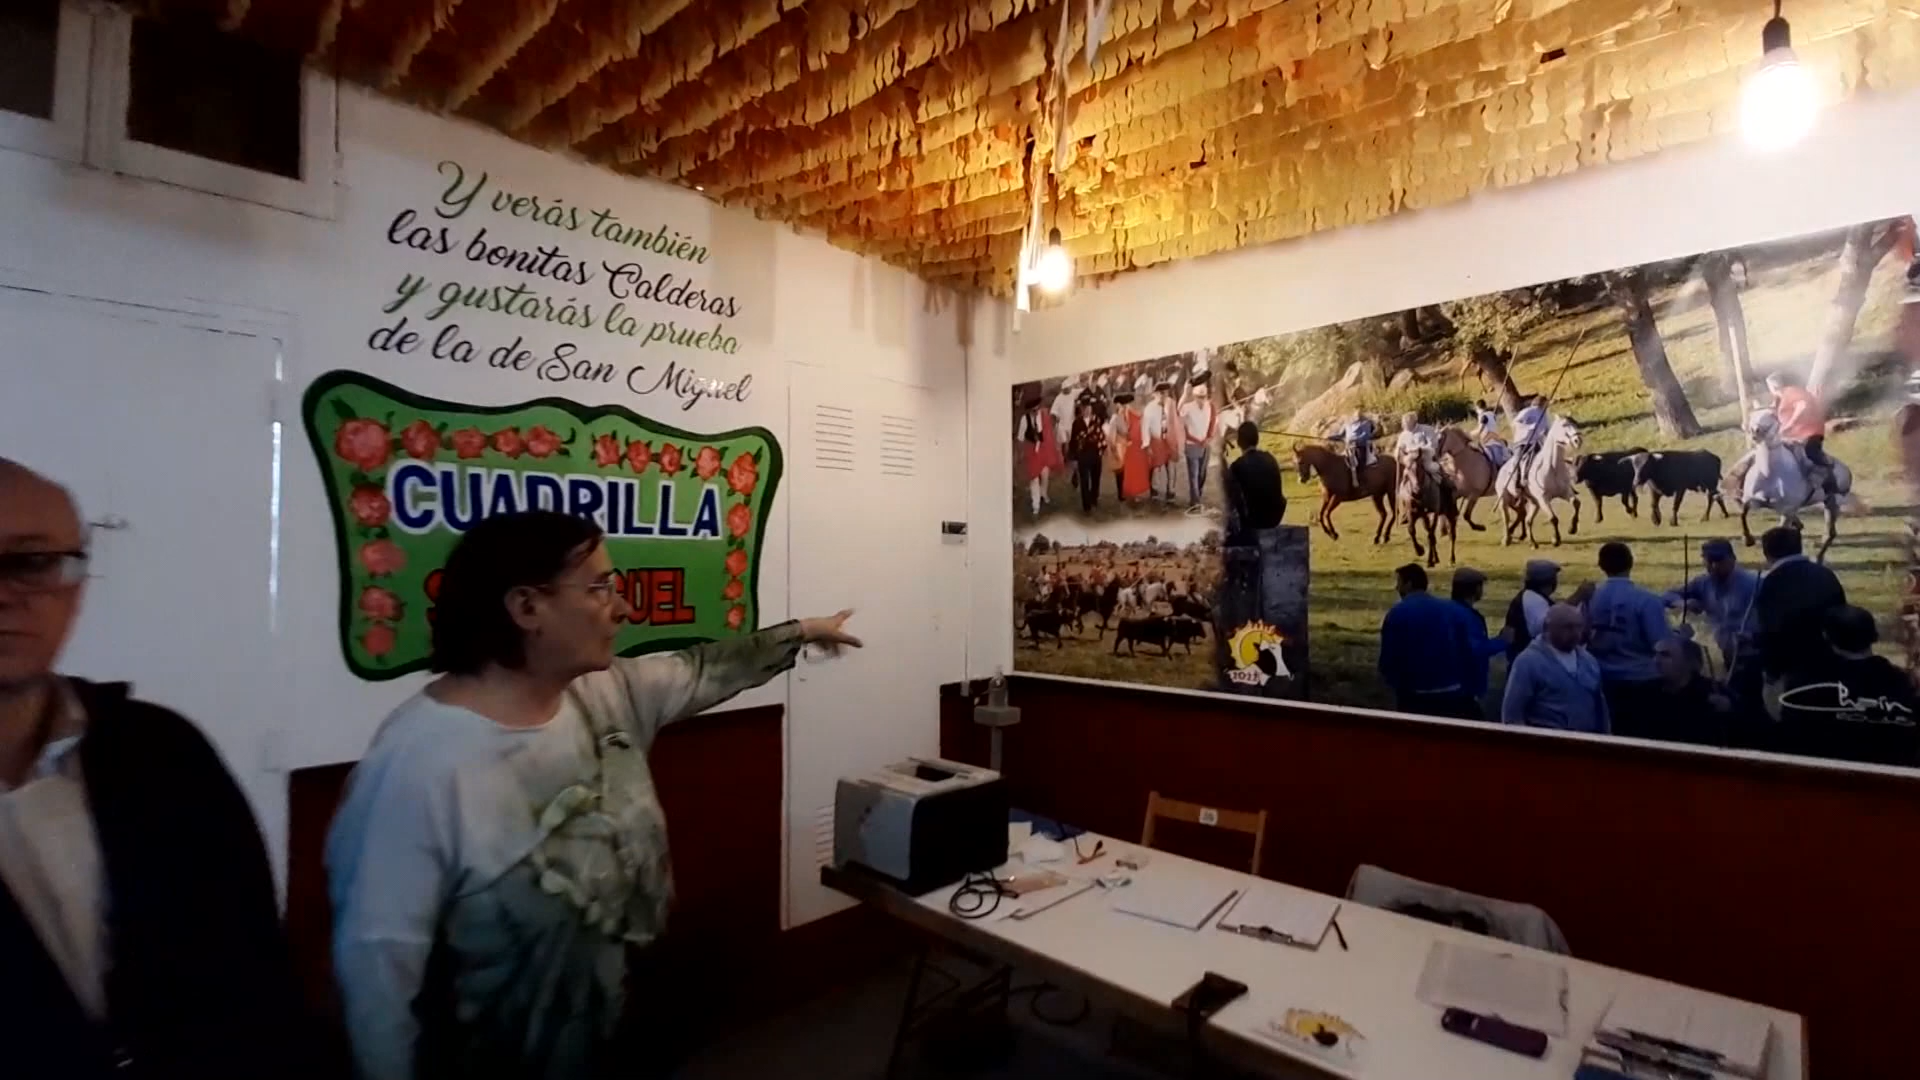 Y verás también
las bonitas Calderas
y gustarás la prueba
de la de San Miguel
CUADRILLA